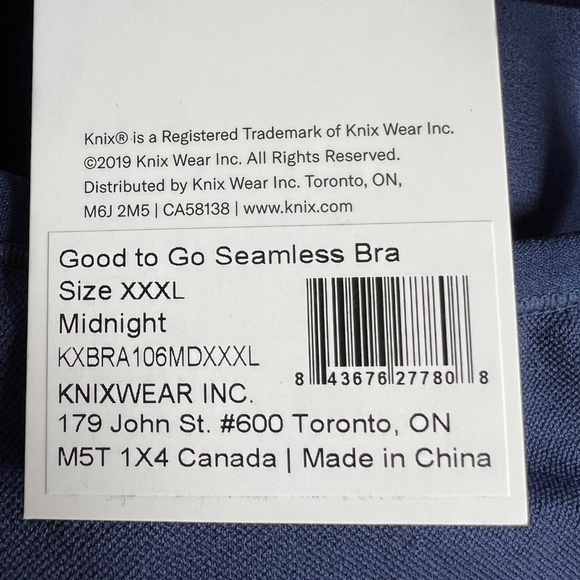 Knix® is a Registered Trademark of Knix Wear Inc.
©2019 Knix Wear Inc. All Rights Reserved.
Distributed by Knix Wear Inc. Toronto, ON,
M6J 2M5 | CA58138 | www.knix.com
Good to Go Seamless Bra
Size XXXL
Midnight
KXBRA106MDXXXL
8 43676 27780 8
KNIXWEAR INC.
179 John St. #600 Toronto, ON
M5T 1X4 Canada | Made in China